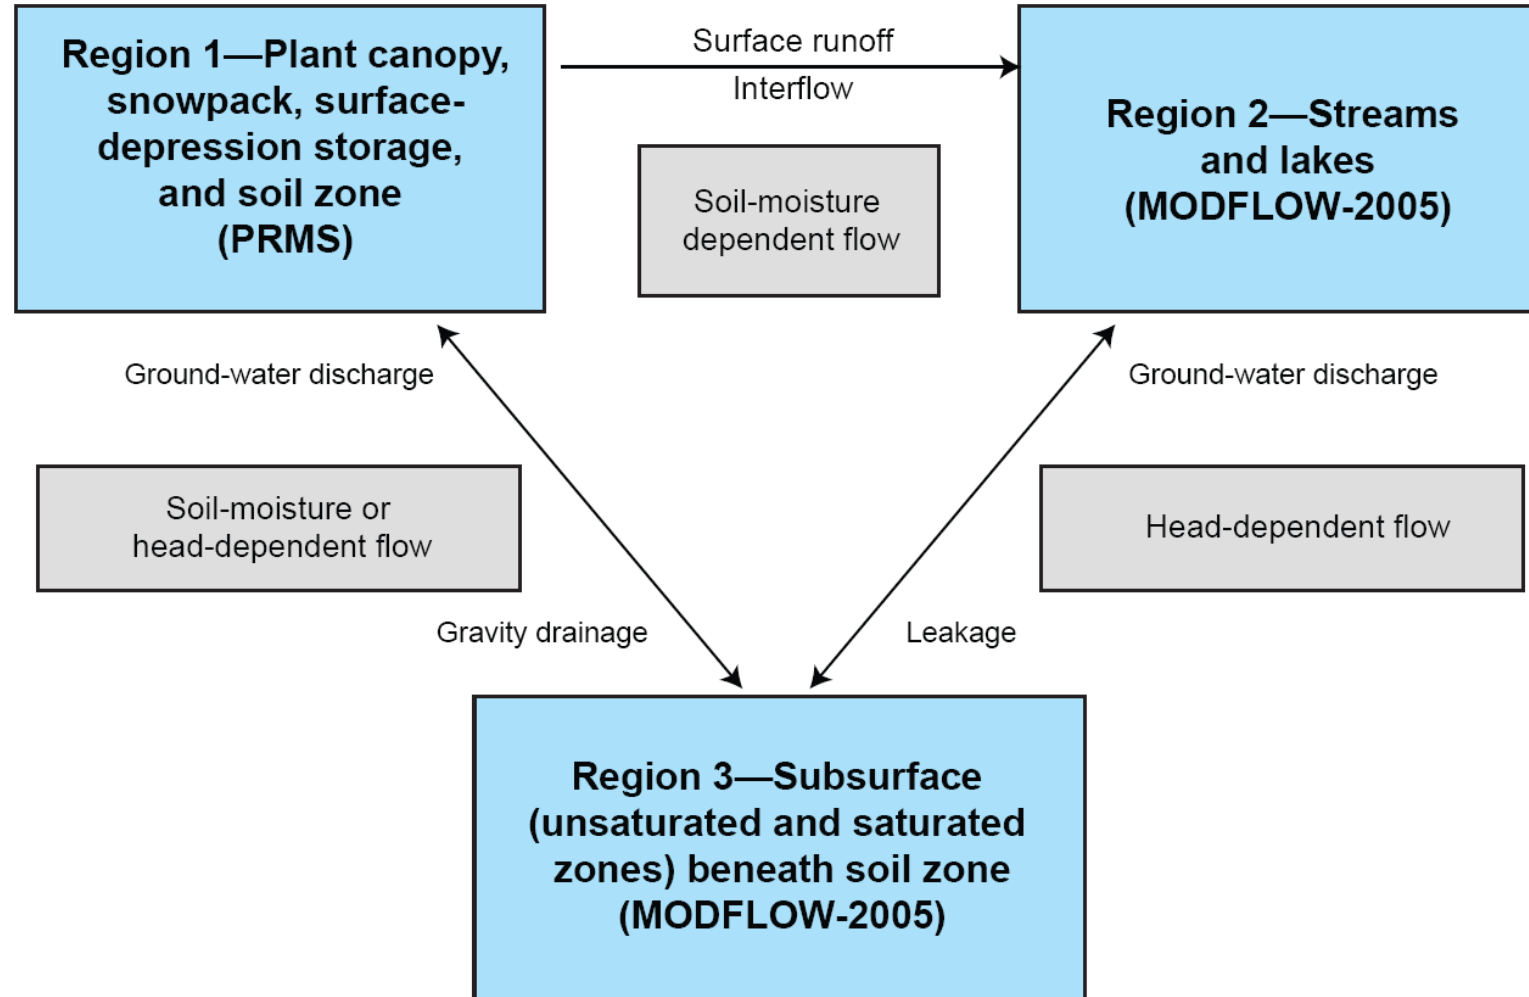 Region 1—Plant canopy,
snowpack, surface-
depression storage,
and soil zone
(PRMS)
Surface runoff
Interflow
Soil-moisture
dependent flow
Region 2—Streams
and lakes
(MODFLOW-2005)
Ground-water discharge
Ground-water discharge
Soil-moisture or
head-dependent flow
Head-dependent flow
Gravity drainage
Leakage
Region 3—Subsurface
(unsaturated and saturated
zones) beneath soil zone
(MODFLOW-2005)